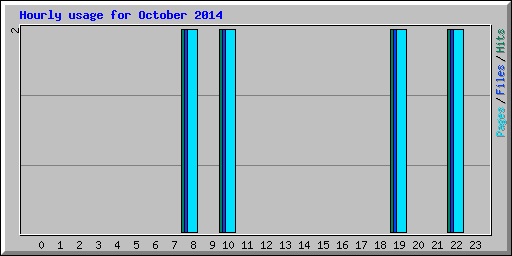 Hourly usage for October 2014
2
0 1 2 3 4 5 6 7 8 9 10 11 12 13 14 15 16 17 18 19 20 21 22 23
Pages/Files/Hits